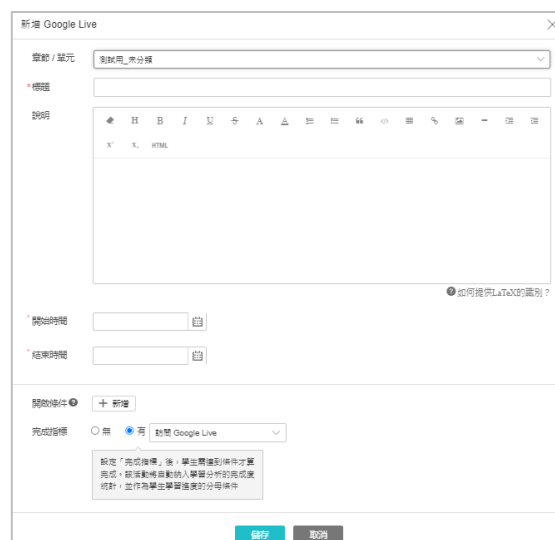 新增 Google Live
章節 / 單元
測試用_未分類
*標題
說明
H B I U S A A
X² X₂ HTML
如何提供LaTeX的識別？
*開始時間
*結束時間
開啟條件
+ 新增
完成指標
無 有 訪問 Google Live
設定「完成指標」後，學生需達到條件才算
完成，該活動將自動納入學習分析的完成度
統計，並作為學生學習進度的分母條件
儲存 取消